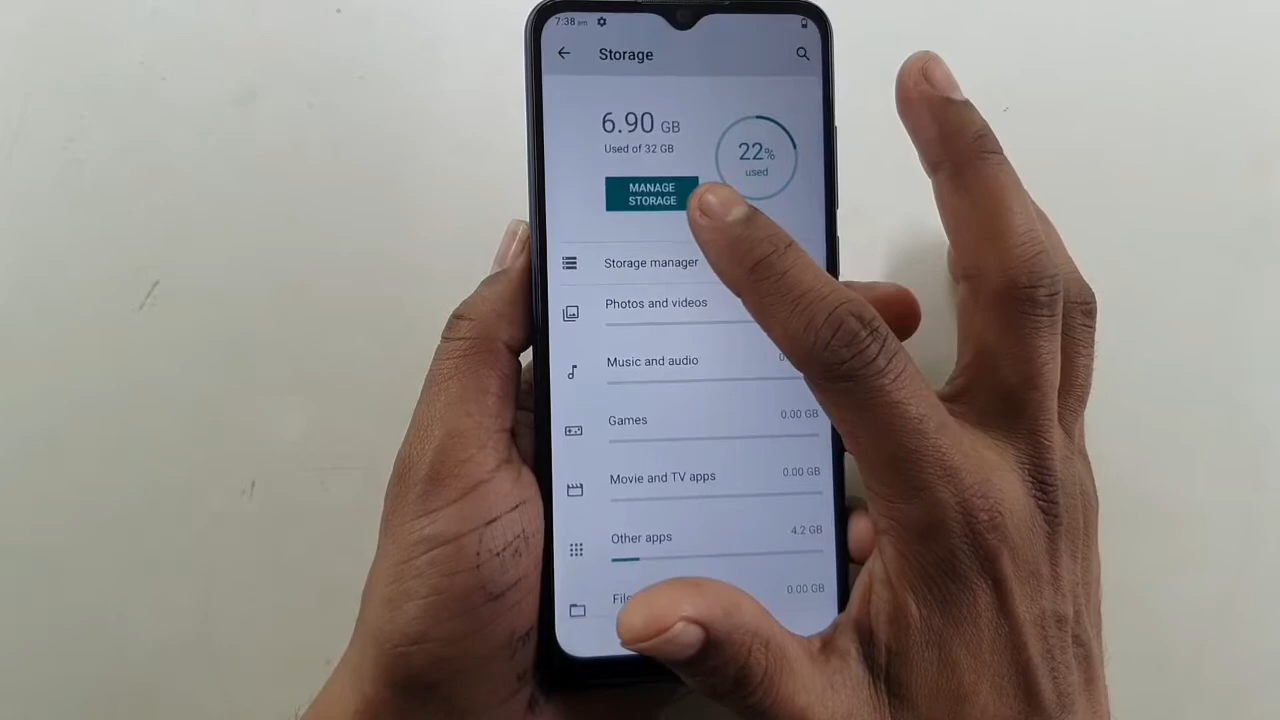 7:38 am
Storage
6.90 GB
Used of 32 GB
22%
used
MANAGE
STORAGE
Storage manager
Photos and videos
Music and audio
Games 0.00 GB
Movie and TV apps 0.00 GB
Other apps 4.2 GB
0.00 GB